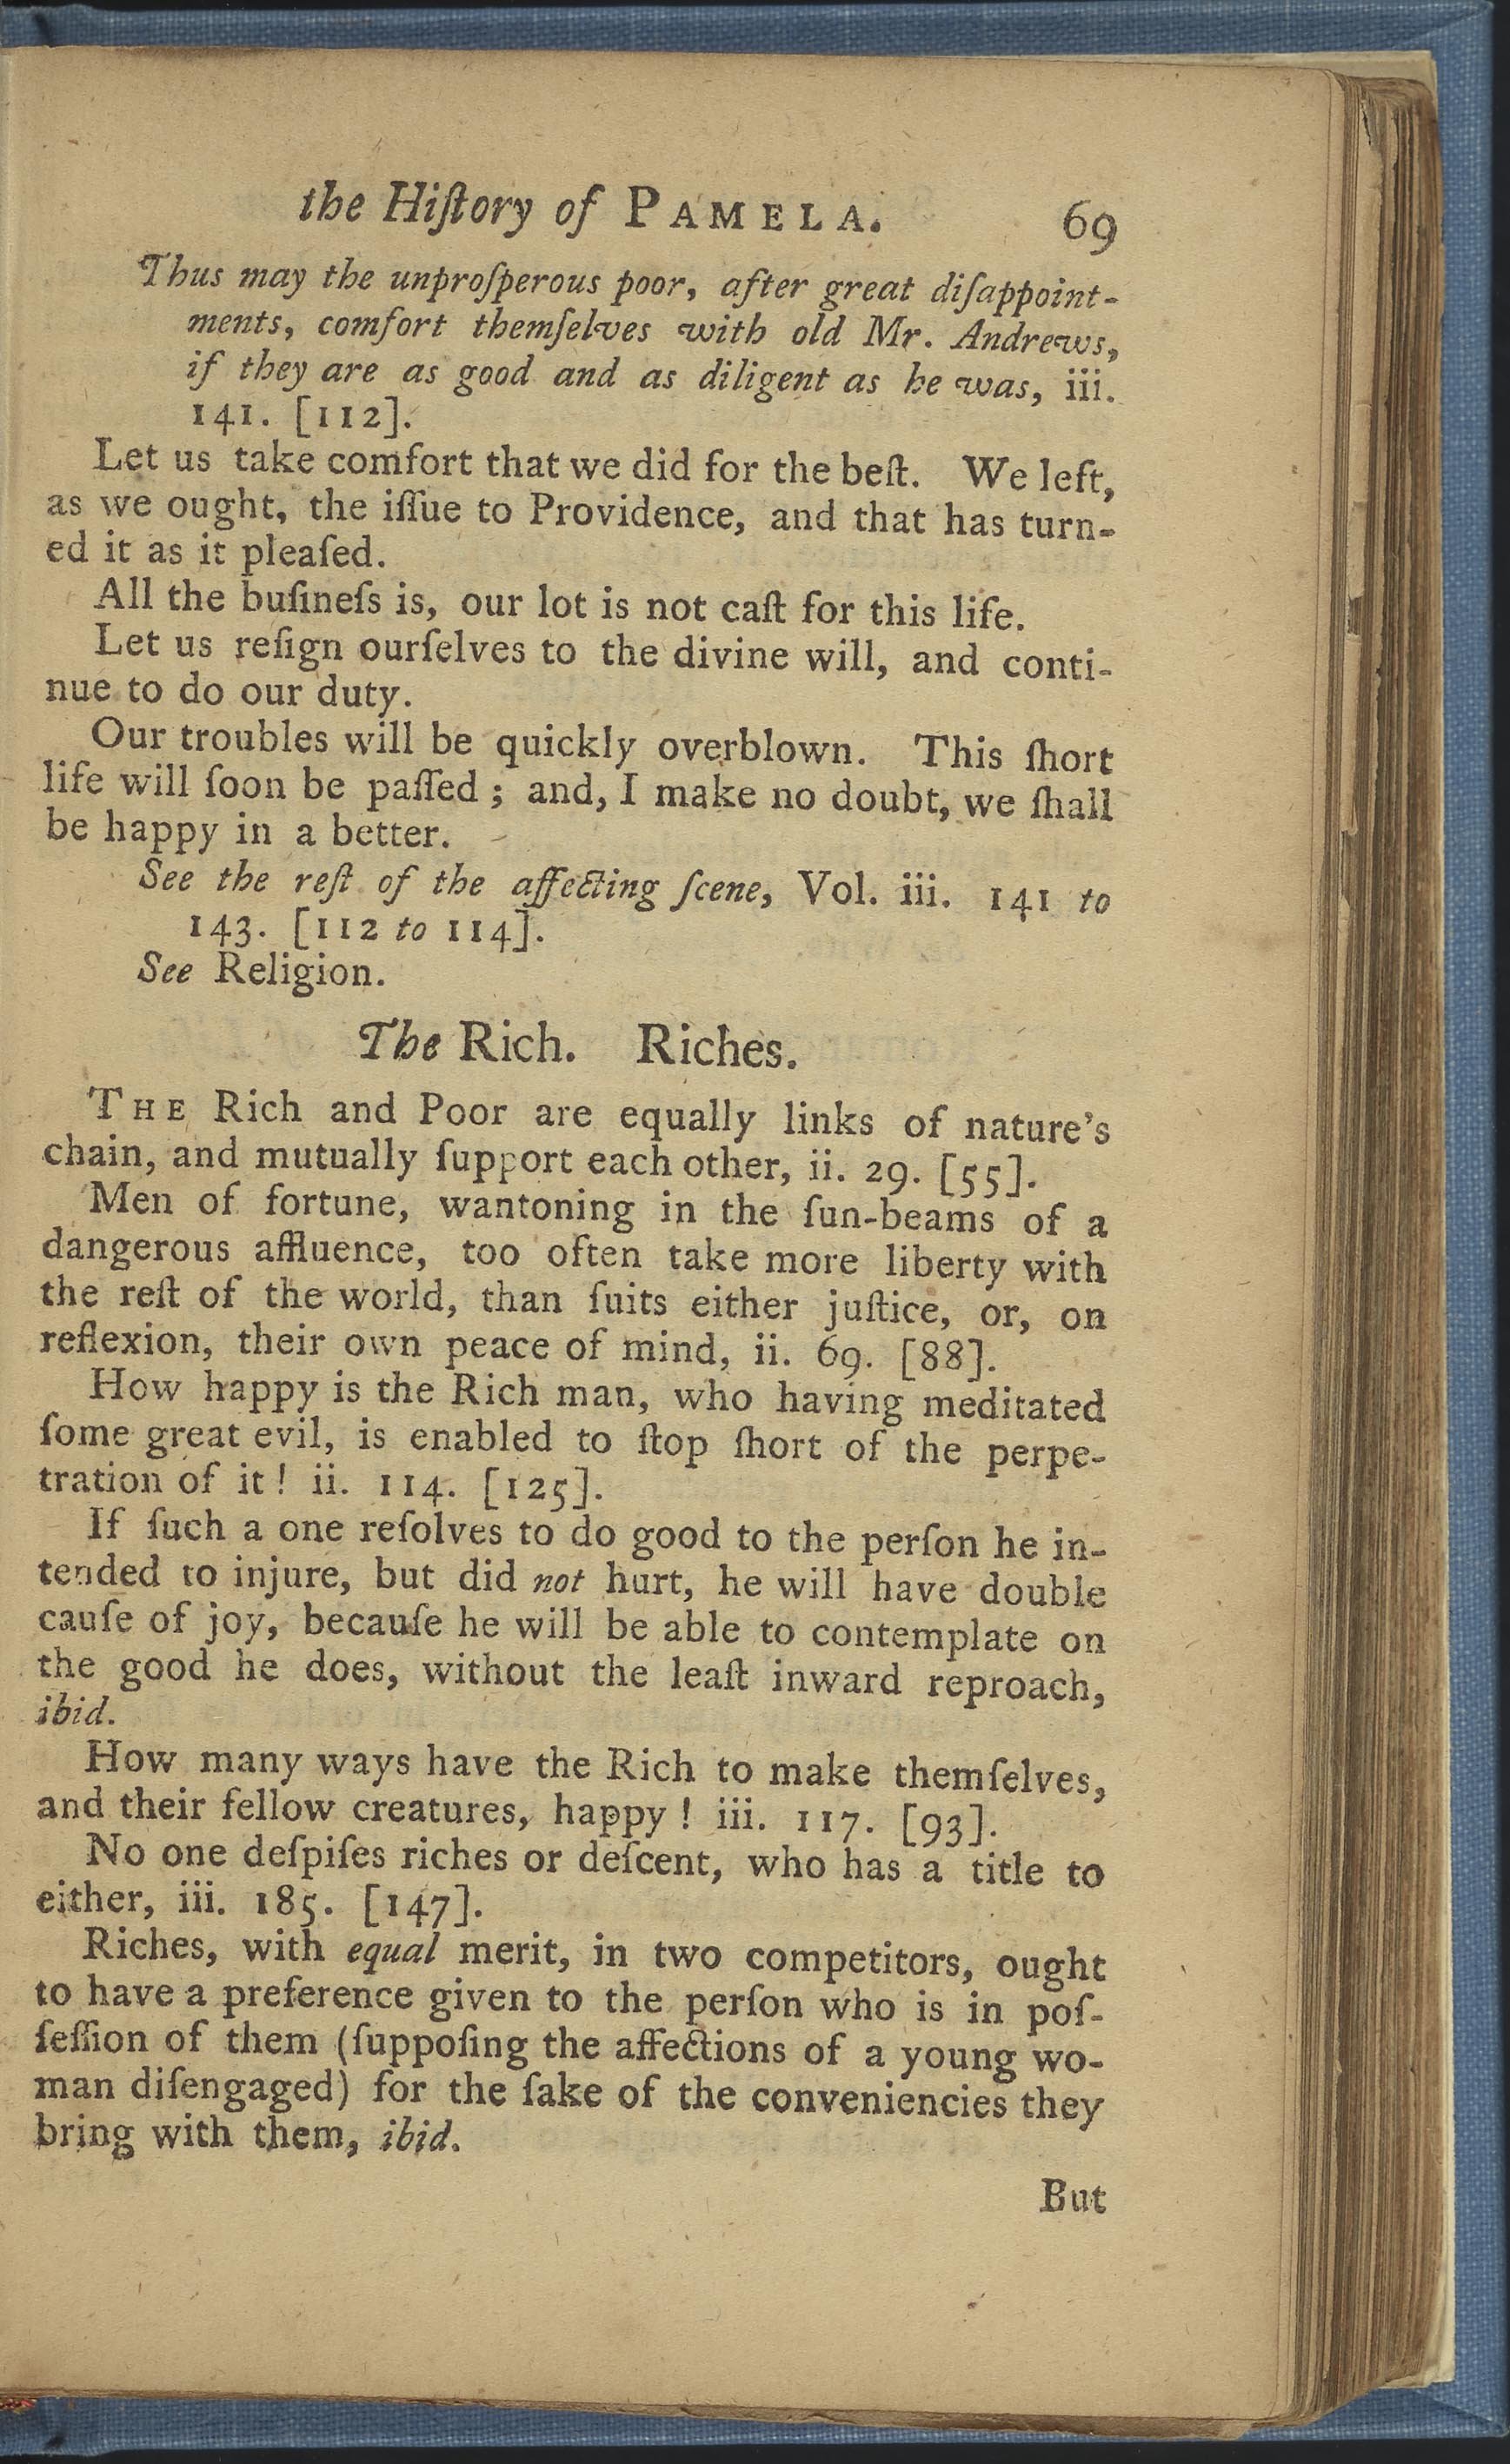 the Hiſtory of PAMELA. 69
Thus may the unproſperous poor, after great diſappoint-
ments, comfort themſelves with old Mr. Andrews,
if they are as good and as diligent as he was, iii.
141. [112].
Let us take comfort that we did for the beſt. We left,
as we ought, the iſſue to Providence, and that has turn-
ed it as it pleaſed.
All the buſineſs is, our lot is not caſt for this life.
Let us reſign ourſelves to the divine will, and conti-
nue to do our duty.
Our troubles will be quickly overblown. This ſhort
life will ſoon be paſſed; and, I make no doubt, we ſhall
be happy in a better.
See the reſt of the affecting ſcene, Vol. iii. 141 to
143. [112 to 114].
See Religion.
The Rich. Riches.
THE Rich and Poor are equally links of nature's
chain, and mutually ſupport each other, ii. 29. [55].
Men of fortune, wantoning in the ſun-beams of a
dangerous affluence, too often take more liberty with
the reſt of the world, than ſuits either juſtice, or, on
reflexion, their own peace of mind, ii. 69. [88].
How happy is the Rich man, who having meditated
ſome great evil, is enabled to ſtop ſhort of the perpe-
tration of it! ii. 114. [125].
If ſuch a one reſolves to do good to the perſon he in-
tended to injure, but did not hurt, he will have double
cauſe of joy, becauſe he will be able to contemplate on
the good he does, without the leaſt inward reproach,
ibid.
How many ways have the Rich to make themſelves,
and their fellow creatures, happy! iii. 117. [93].
No one deſpiſes riches or deſcent, who has a title to
either, iii. 185. [147].
Riches, with equal merit, in two competitors, ought
to have a preference given to the perſon who is in poſ-
ſeſſion of them (ſuppoſing the affections of a young wo-
man diſengaged) for the ſake of the conveniencies they
bring with them, ibid.
But